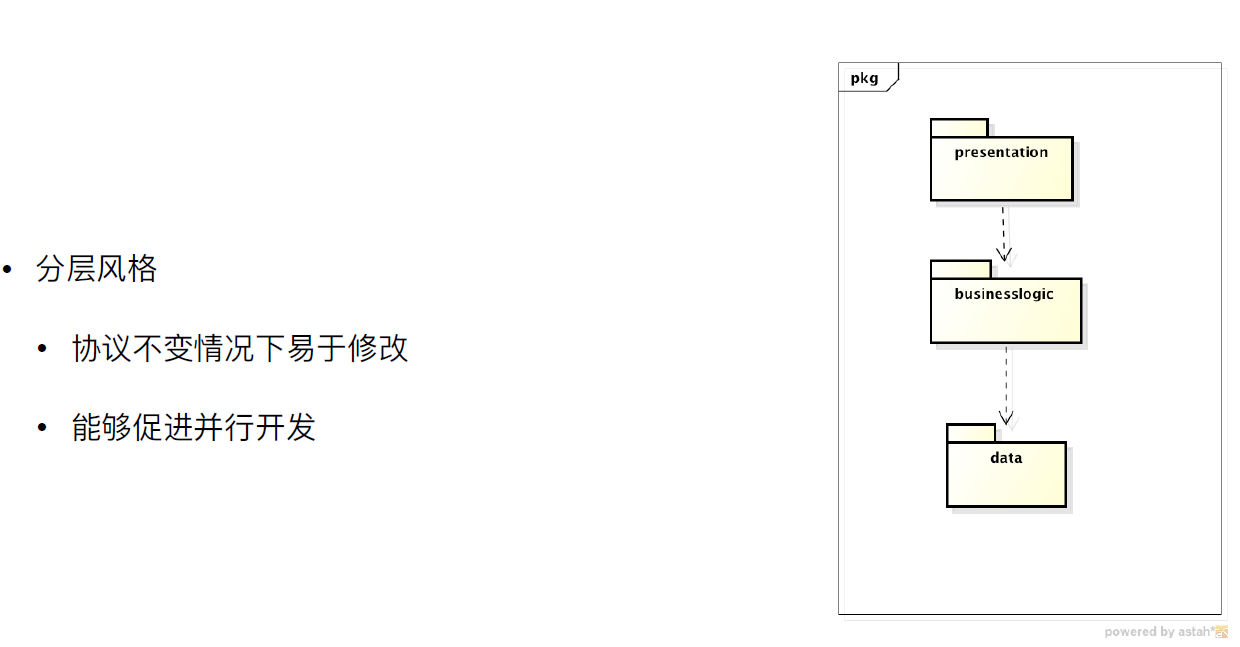 • 分层风格
• 协议不变情况下易于修改
• 能够促进并行开发
pkg
presentation
businesslogic
data
powered by astah*